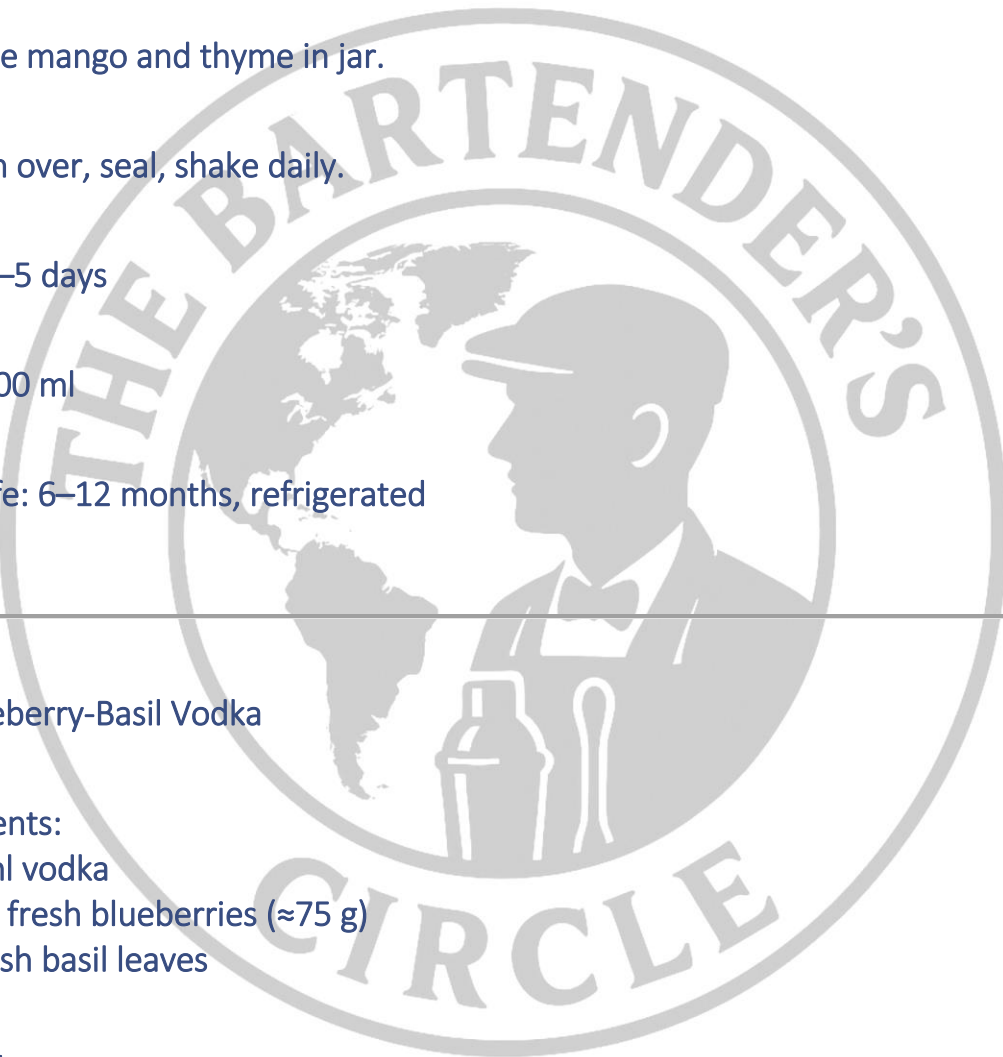 e mango and thyme in jar.
over, seal, shake daily.
–5 days
00 ml
fe: 6–12 months, refrigerated
eberry-Basil Vodka
ents:
vodka
fresh blueberries (≈75 g)
sh basil leaves
THE BARTENDER'S
CIRCLE